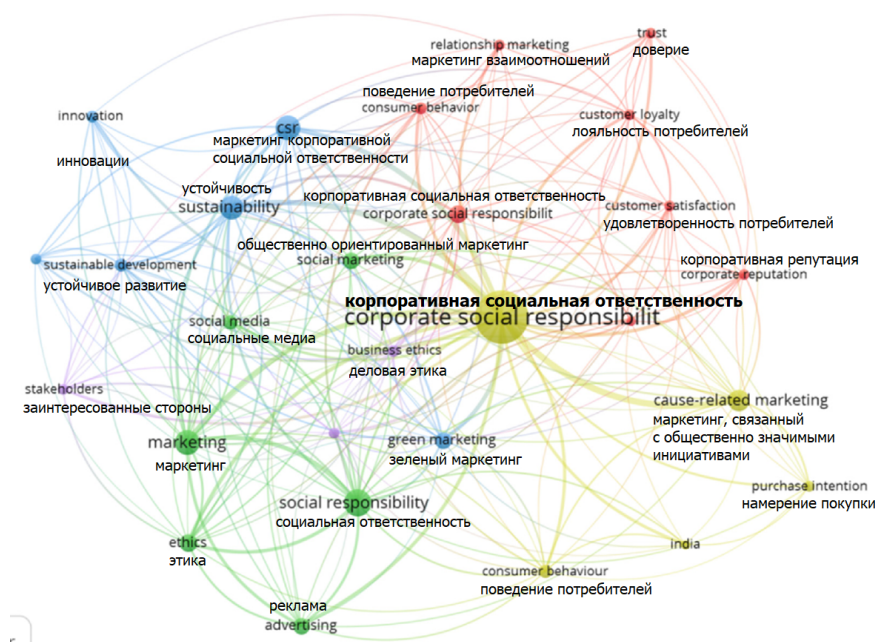 relationship marketing
маркетинг взаимоотношений
trust
доверие
поведение потребителей
consumer behavior
customer loyalty
лояльность потребителей
innovation
инновации
csr
маркетинг корпоративной
социальной ответственности
устойчивость
sustainability
корпоративная социальная ответственность
corporate social responsibilit
customer satisfaction
удовлетворенность потребителей
общественно ориентированный маркетинг
social marketing
sustainable development
устойчивое развитие
корпоративная репутация
corporate reputation
корпоративная социальная ответственность
corporate social responsibilit
social media
социальные медиа
business ethics
деловая этика
stakeholders
заинтересованные стороны
cause-related marketing
маркетинг, связанный
с общественно значимыми
инициативами
marketing
маркетинг
green marketing
зеленый маркетинг
purchase intention
намерение покупки
social responsibility
социальная ответственность
ethics
этика
india
consumer behaviour
поведение потребителей
реклама
advertising